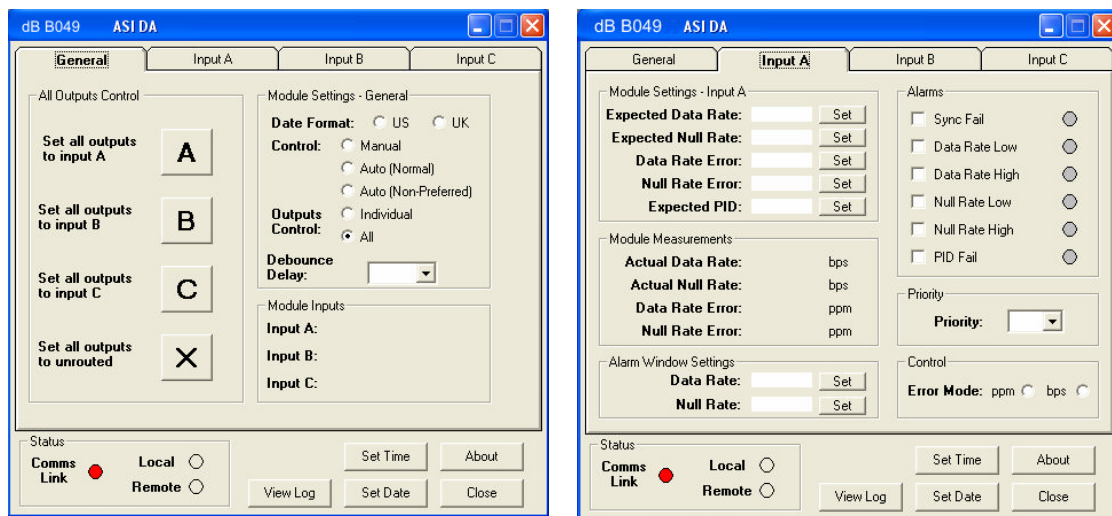 dB B049 ASI DA
General Input A Input B Input C
All Outputs Control
Set all outputs
to input A
A
Set all outputs
to input B
B
Set all outputs
to input C
C
Set all outputs
to unrouted
X
Module Settings - General
Date Format: US UK
Control: Manual
Auto (Normal)
Auto (Non-Preferred)
Outputs
Control:
Individual
All
Debounce
Delay:
Module Inputs
Input A:
Input B:
Input C:
Status
Comms
Link
Local
Remote
Set Time About
View Log Set Date Close
dB B049 ASI DA
General Input A Input B Input C
Module Settings - Input A
Expected Data Rate: Set
Expected Null Rate: Set
Data Rate Error: Set
Null Rate Error: Set
Expected PID: Set
Module Measurements
Actual Data Rate: bps
Actual Null Rate: bps
Data Rate Error: ppm
Null Rate Error: ppm
Alarm Window Settings
Data Rate: Set
Null Rate: Set
Alarms
Sync Fail
Data Rate Low
Data Rate High
Null Rate Low
Null Rate High
PID Fail
Priority
Priority:
Control
Error Mode: ppm bps
Status
Comms
Link
Local
Remote
Set Time About
View Log Set Date Close